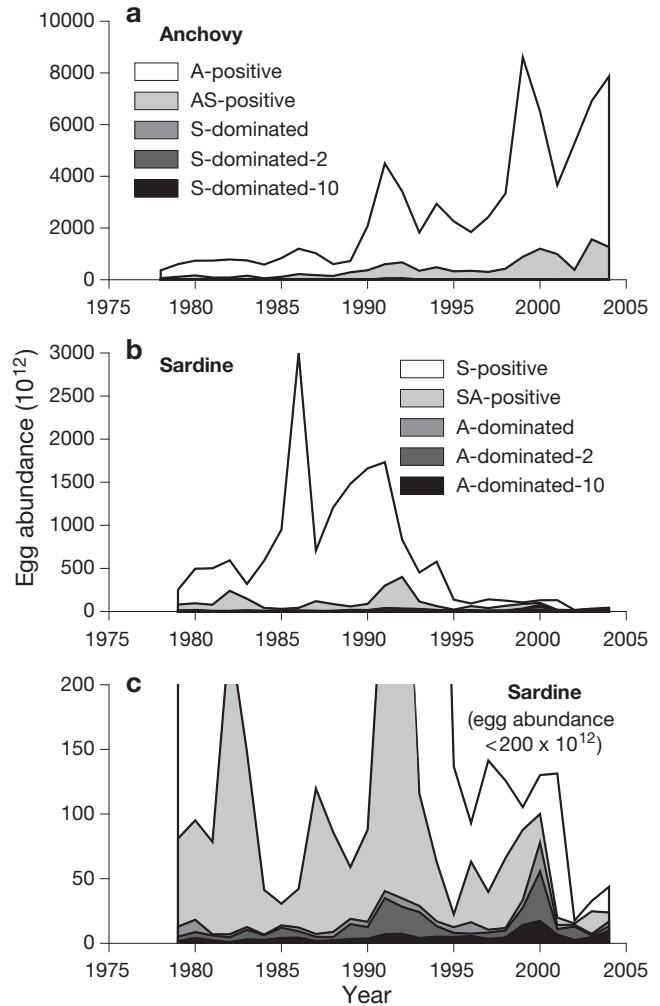 a
Anchovy
A-positive
AS-positive
S-dominated
S-dominated-2
S-dominated-10
10000
8000
6000
4000
2000
0
1975 1980 1985 1990 1995 2000 2005
b
Sardine
S-positive
SA-positive
A-dominated
A-dominated-2
A-dominated-10
Egg abundance (10¹²)
3000
2500
2000
1500
1000
500
0
1975 1980 1985 1990 1995 2000 2005
c
Sardine
(egg abundance
<200 x 10¹²)
200
150
100
50
0
1975 1980 1985 1990 1995 2000 2005
Year